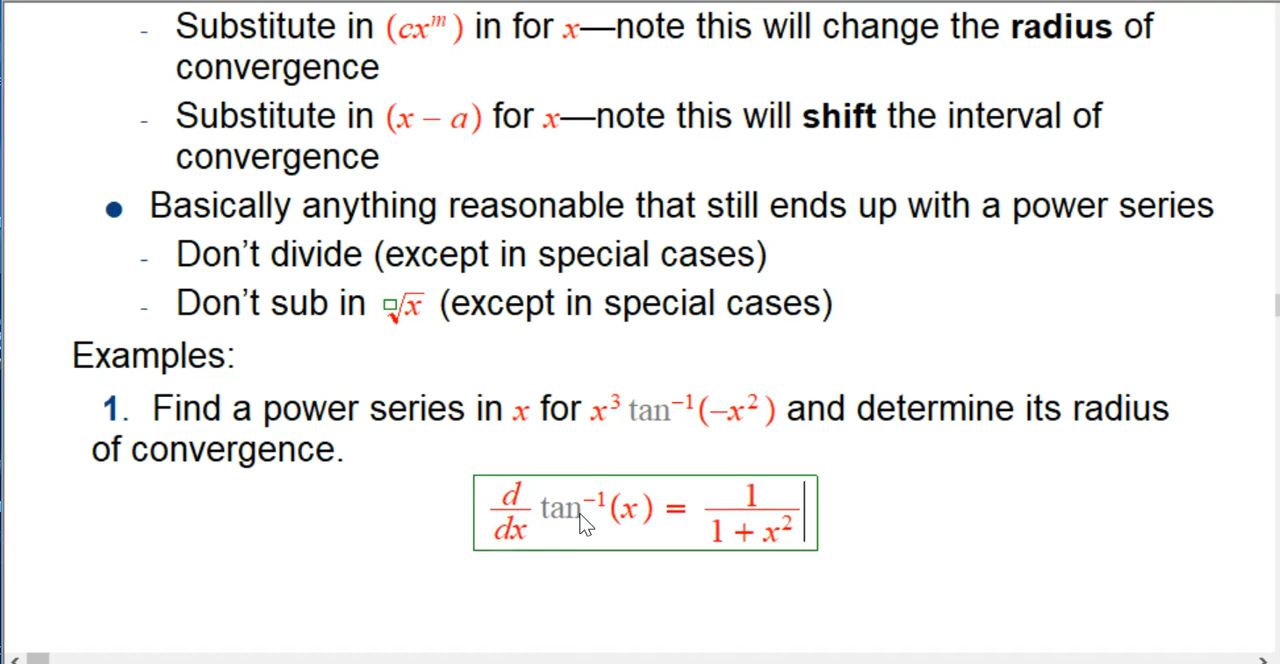 - Substitute in (cxᵐ) in for x—note this will change the radius of
convergence
- Substitute in (x – a) for x—note this will shift the interval of
convergence
● Basically anything reasonable that still ends up with a power series
- Don’t divide (except in special cases)
- Don’t sub in □√x (except in special cases)
Examples:
1. Find a power series in x for x³ tan⁻¹(–x²) and determine its radius
of convergence.
d/dx tan⁻¹(x) = 1/(1 + x²)